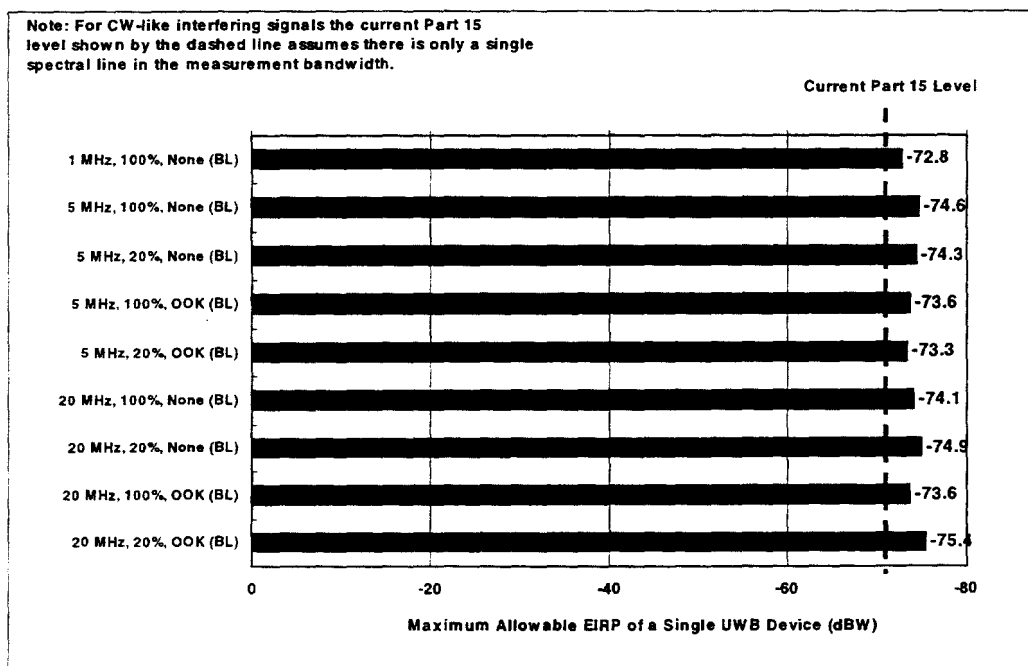 Note: For CW-like interfering signals the current Part 15
level shown by the dashed line assumes there is only a single
spectral line in the measurement bandwidth.
Current Part 15 Level
1 MHz, 100%, None (BL) -72.8
5 MHz, 100%, None (BL) -74.6
5 MHz, 20%, None (BL) -74.3
5 MHz, 100%, OOK (BL) -73.6
5 MHz, 20%, OOK (BL) -73.3
20 MHz, 100%, None (BL) -74.1
20 MHz, 20%, None (BL) -74.9
20 MHz, 100%, OOK (BL) -73.6
20 MHz, 20%, OOK (BL) -75.4
0 -20 -40 -60 -80
Maximum Allowable EIRP of a Single UWB Device (dBW)